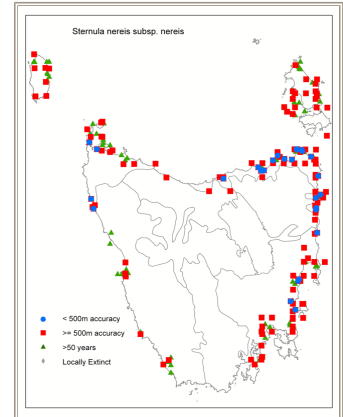 Sternula nereis subsp. nereis
< 500m accuracy
>= 500m accuracy
>50 years
Locally Extinct